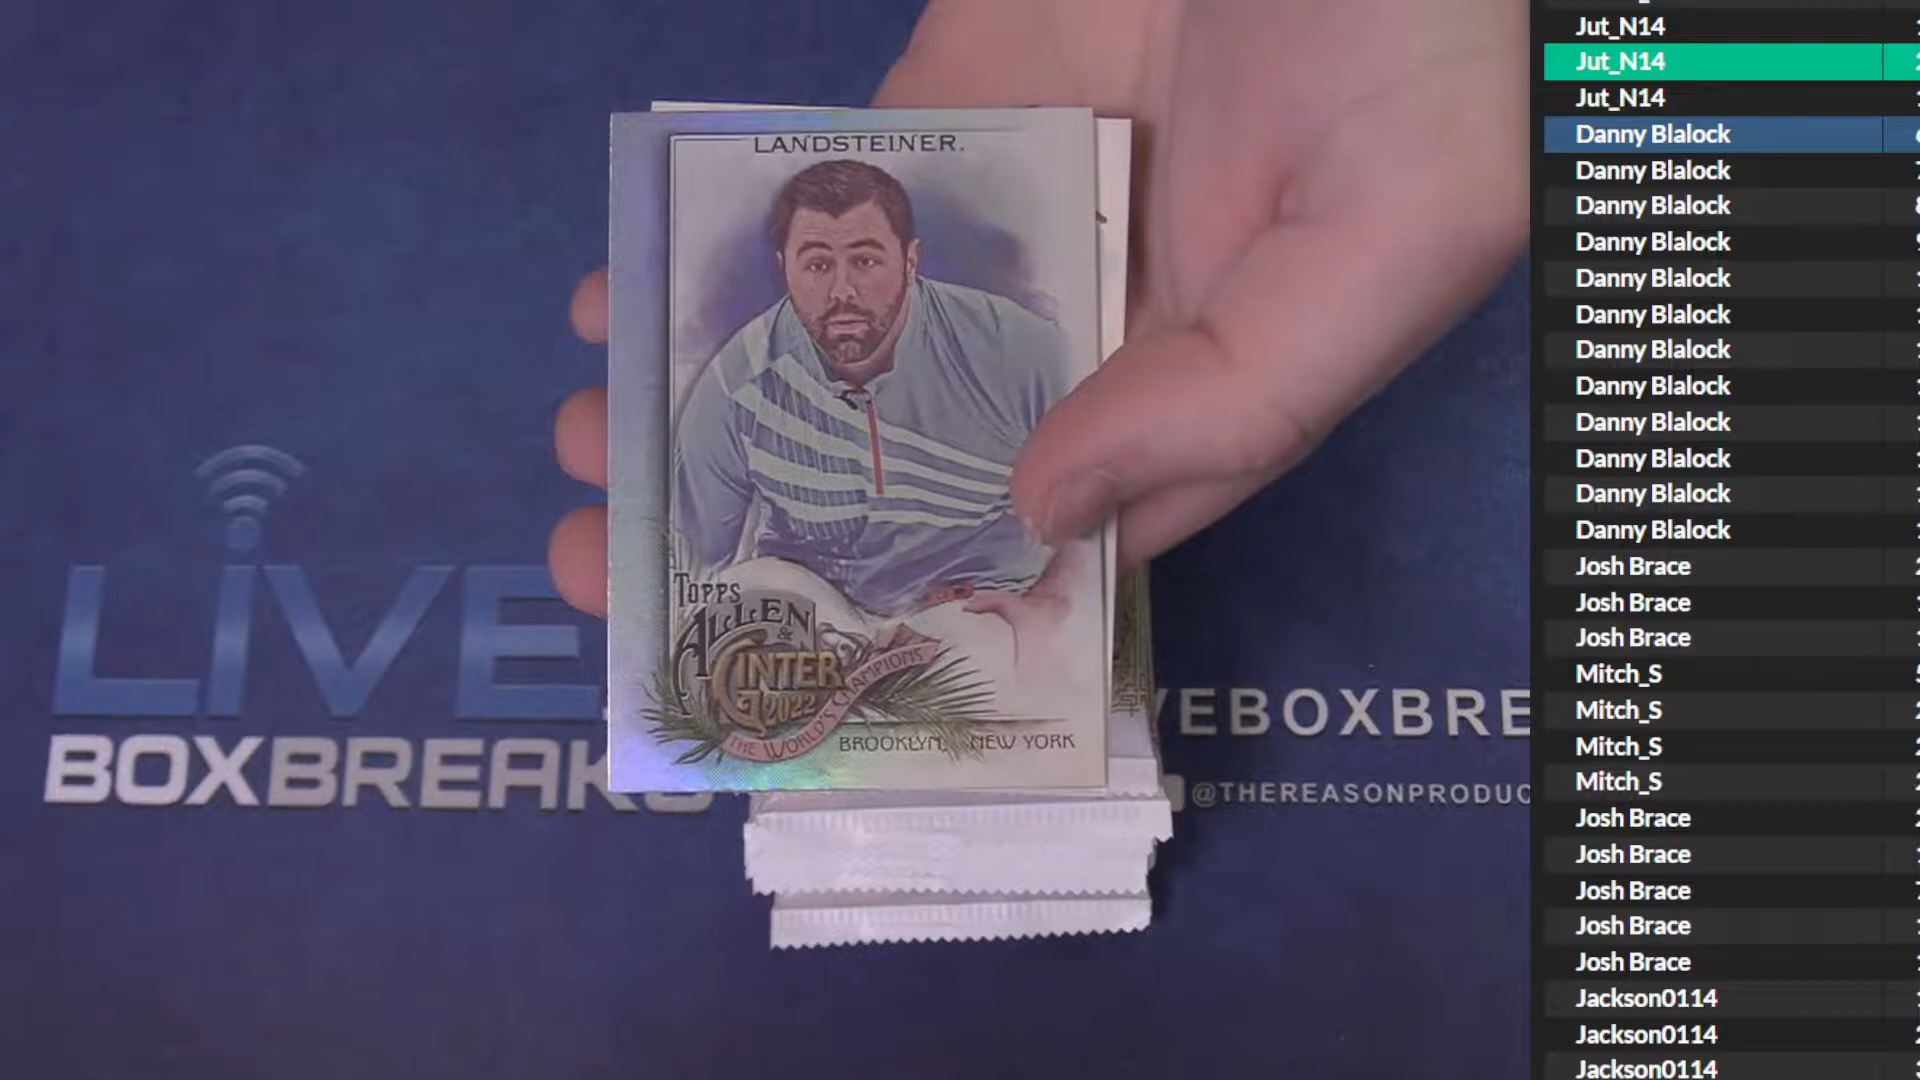 LANDSTEINER.
TOPPS
ALLEN
&
GINTER
2022
THE WORLD'S CHAMPIONS
BROOKLYN, NEW YORK
LIVE
BOXBREAK
VEBOXBRE
@THEREASONPRODUC
Jut_N14
Jut_N14
Jut_N14
Danny Blalock
Danny Blalock
Danny Blalock
Danny Blalock
Danny Blalock
Danny Blalock
Danny Blalock
Danny Blalock
Danny Blalock
Danny Blalock
Danny Blalock
Danny Blalock
Josh Brace
Josh Brace
Josh Brace
Mitch_S
Mitch_S
Mitch_S
Mitch_S
Josh Brace
Josh Brace
Josh Brace
Josh Brace
Josh Brace
Jackson0114
Jackson0114
Jackson0114